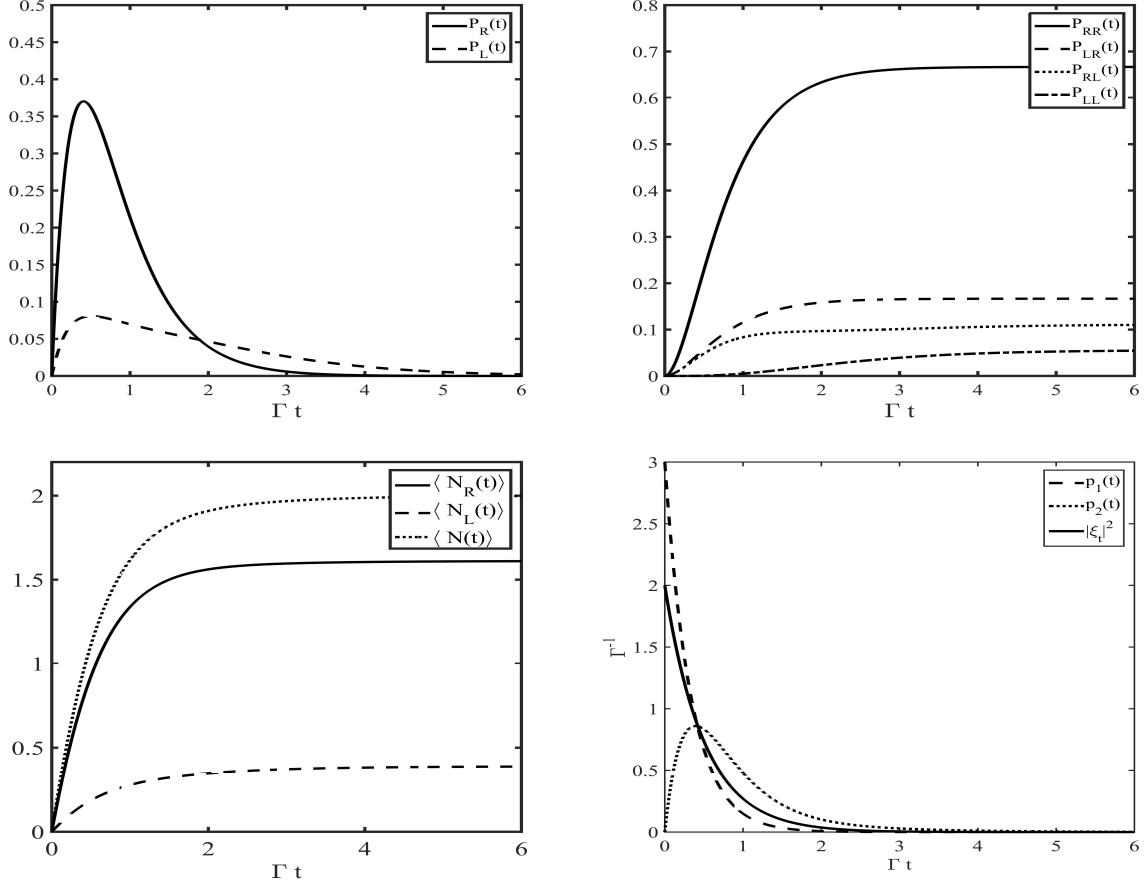 0.5
0.45
0.4
0.35
0.3
0.25
0.2
0.15
0.1
0.05
0
0 1 2 3 4 5 6
Γ t
P_R(t)
P_L(t)
0.8
0.7
0.6
0.5
0.4
0.3
0.2
0.1
0
0 1 2 3 4 5 6
Γ t
P_RR(t)
P_LR(t)
P_RL(t)
P_LL(t)
2
1.5
1
0.5
0
0 2 4 6
Γ t
⟨ N_R(t)⟩
⟨ N_L(t)⟩
⟨ N(t)⟩
3
2.5
2
1.5
1
0.5
0
Γ^-1
0 1 2 3 4 5 6
Γ t
p_1(t)
p_2(t)
|ξ_t|^2